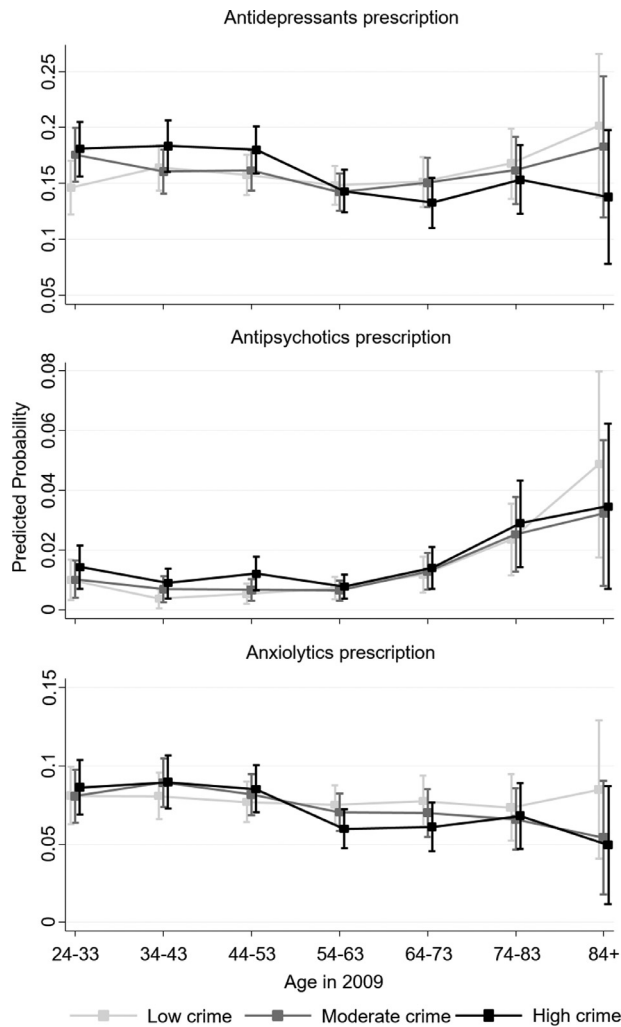 Antidepressants prescription
0.25
0.2
0.15
0.1
0.05
Antipsychotics prescription
0.08
0.06
0.04
0.02
0
Predicted Probability
Anxiolytics prescription
0.15
0.1
0.05
0
24-33 34-43 44-53 54-63 64-73 74-83 84+
Age in 2009
Low crime Moderate crime High crime